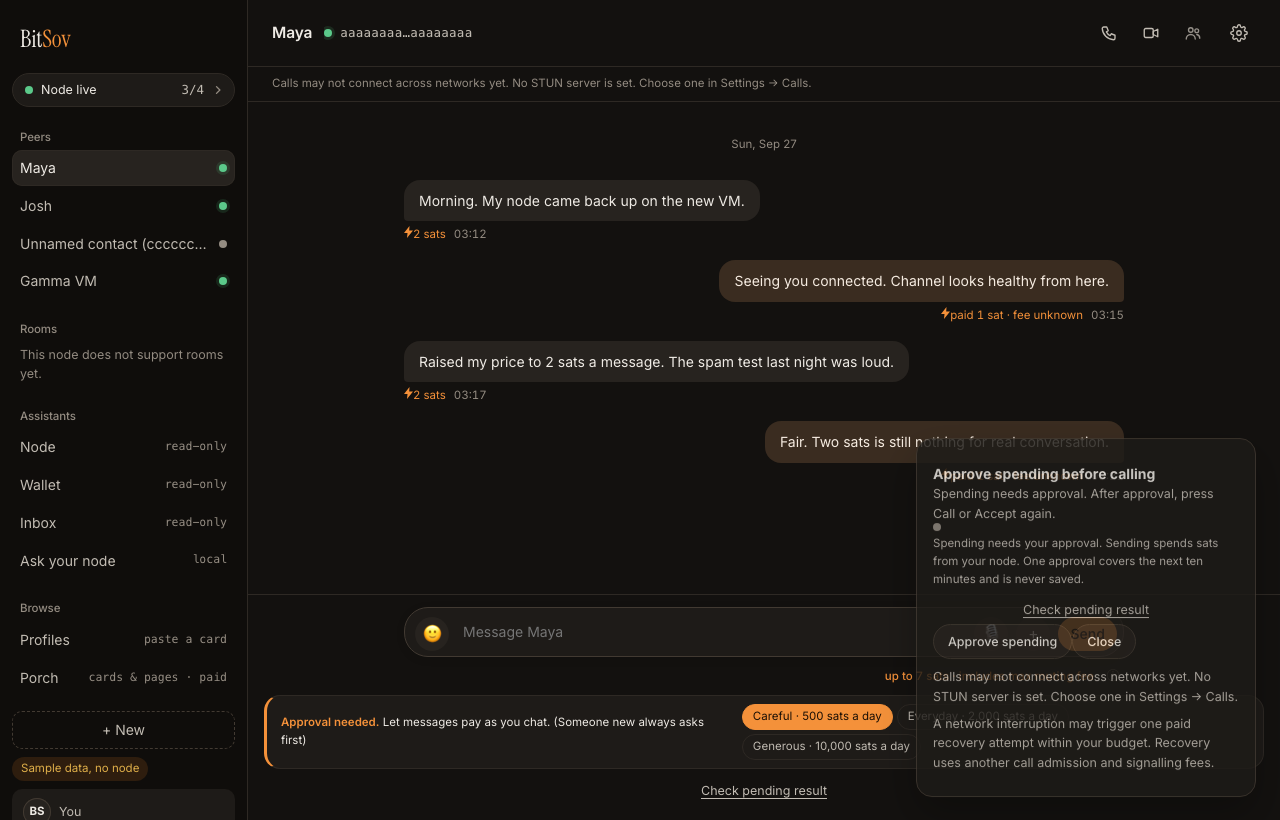 BitSov
Node live 3/4
Peers
Maya
Josh
Unnamed contact (cccccc...
Gamma VM
Rooms
This node does not support rooms
yet.
Assistants
Node read-only
Wallet read-only
Inbox read-only
Ask your node local
Browse
Profiles paste a card
Porch cards & pages · paid
+ New
Sample data, no node
BS You
Maya aaaaaaaa…aaaaaaaa
Calls may not connect across networks yet. No STUN server is set. Choose one in Settings → Calls.
Sun, Sep 27
Morning. My node came back up on the new VM.
2 sats 03:12
Seeing you connected. Channel looks healthy from here.
paid 1 sat · fee unknown 03:15
Raised my price to 2 sats a message. The spam test last night was loud.
2 sats 03:17
Fair. Two sats is still nothing for real conversation.
Message Maya
Send
up to 7
Approval needed. Let messages pay as you chat. (Someone new always asks
first)
Careful · 500 sats a day
Everyday · 2,000 sats a day
Generous · 10,000 sats a day
Check pending result
Approve spending before calling
Spending needs approval. After approval, press
Call or Accept again.
Spending needs your approval. Sending spends sats
from your node. One approval covers the next ten
minutes and is never saved.
Check pending result
Approve spending
Close
Calls may not connect across networks yet. No
STUN server is set. Choose one in Settings → Calls.
A network interruption may trigger one paid
recovery attempt within your budget. Recovery
uses another call admission and signalling fees.